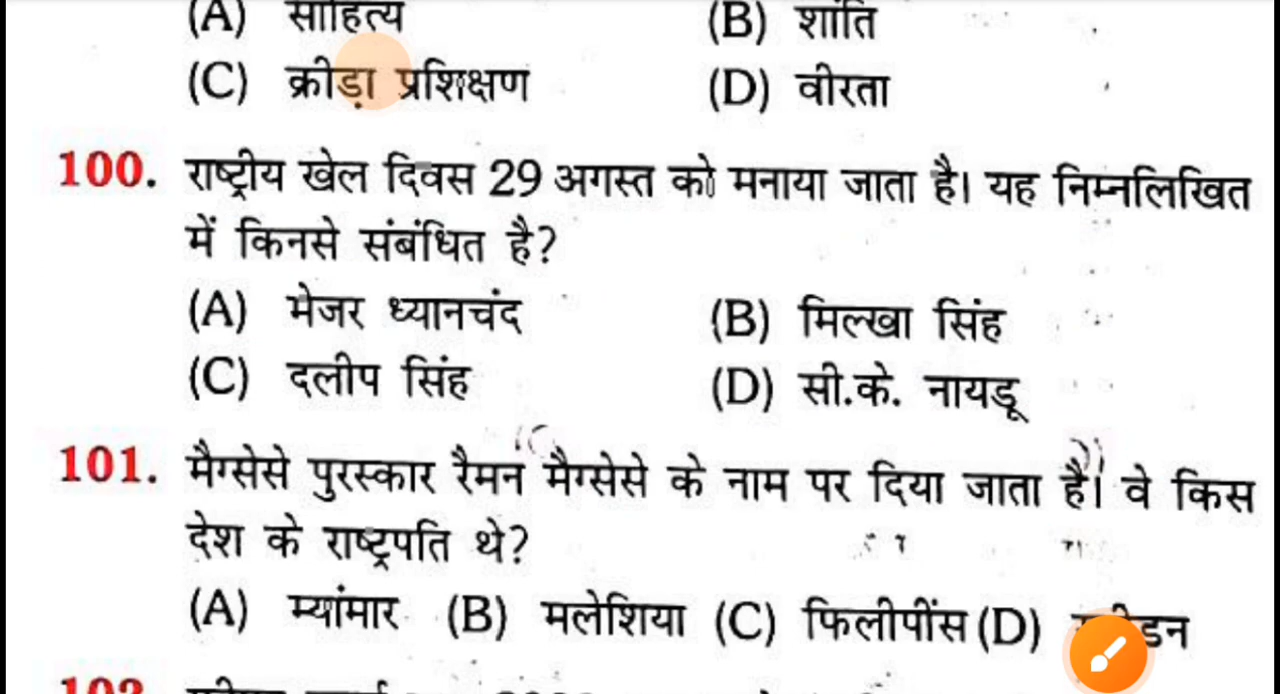 (A) साहित्य (B) शांति
(C) क्रीड़ा प्रशिक्षण (D) वीरता
100. राष्ट्रीय खेल दिवस 29 अगस्त को मनाया जाता है। यह निम्नलिखित
में किनसे संबंधित है?
(A) मेजर ध्यानचंद (B) मिल्खा सिंह
(C) दलीप सिंह (D) सी.के. नायडू
101. मैग्सेसे पुरस्कार रैमन मैग्सेसे के नाम पर दिया जाता है। वे किस
देश के राष्ट्रपति थे?
(A) म्यांमार (B) मलेशिया (C) फिलीपींस (D)